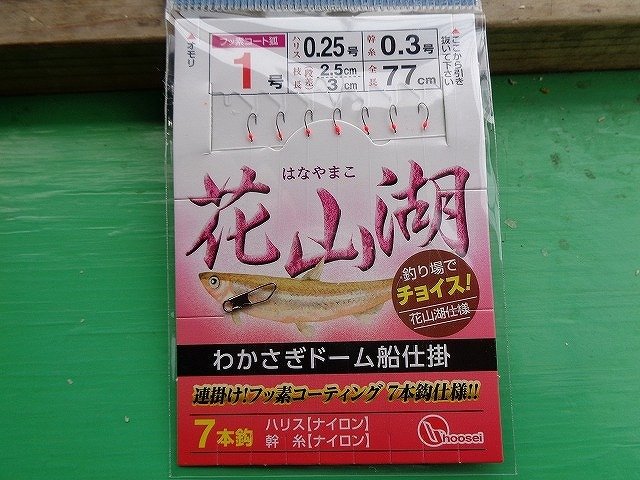 ▲オモリ
フッ素コート狐
1号
ハリス 0.25号
幹糸 0.3号
枝長 2.5cm
段差 3cm
全長 77cm
▲ここから引き抜いて下さい
はなやまこ
花山湖
釣り場で
チョイス!
花山湖仕様
わかさぎドーム船仕掛
連掛け!フッ素コーティング 7本鈎仕様!!
7本鈎
ハリス【ナイロン】
幹 糸【ナイロン】
hoosei